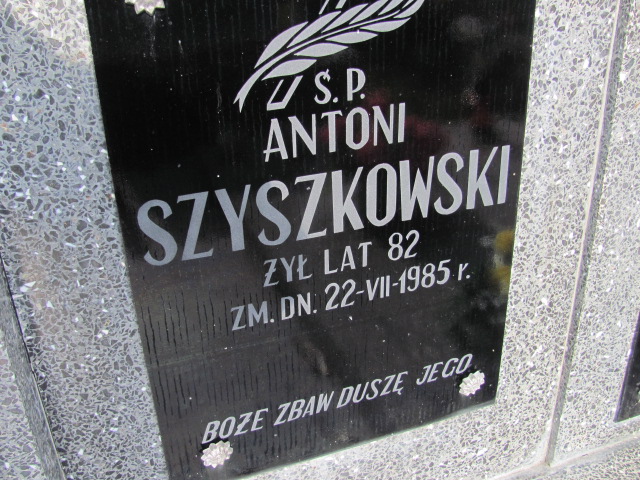 Ś.P.
ANTONI
SZYSZKOWSKI
ŻYŁ LAT 82
ZM. DN. 22-VII-1985 r.
BOŻE ZBAW DUSZĘ JEGO